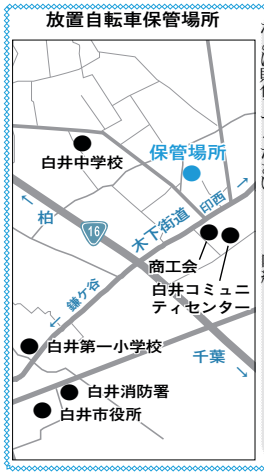 放置自転車保管場所
白井中学校
保管場所
印西
柏
16
木下街道
商工会
白井コミュニ
ティセンター
鎌ケ谷
白井第一小学校
千葉
白井消防署
白井市役所